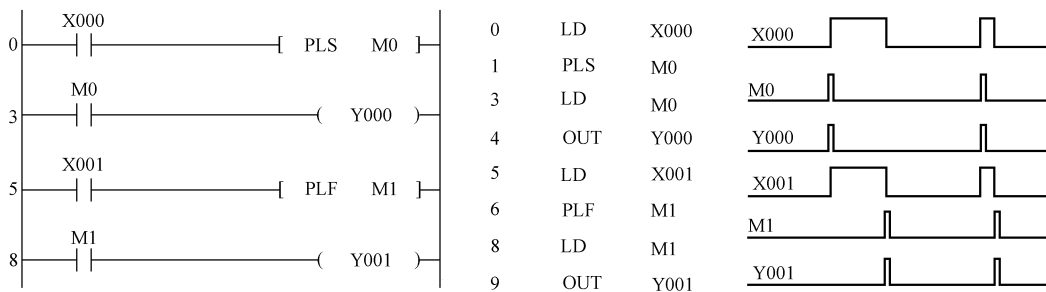 X000
0 [ PLS M0 ]
M0
3 ( Y000 )
X001
5 [ PLF M1 ]
M1
8 ( Y001 )
0 LD X000
1 PLS M0
3 LD M0
4 OUT Y000
5 LD X001
6 PLF M1
8 LD M1
9 OUT Y001
X000
M0
Y000
X001
M1
Y001